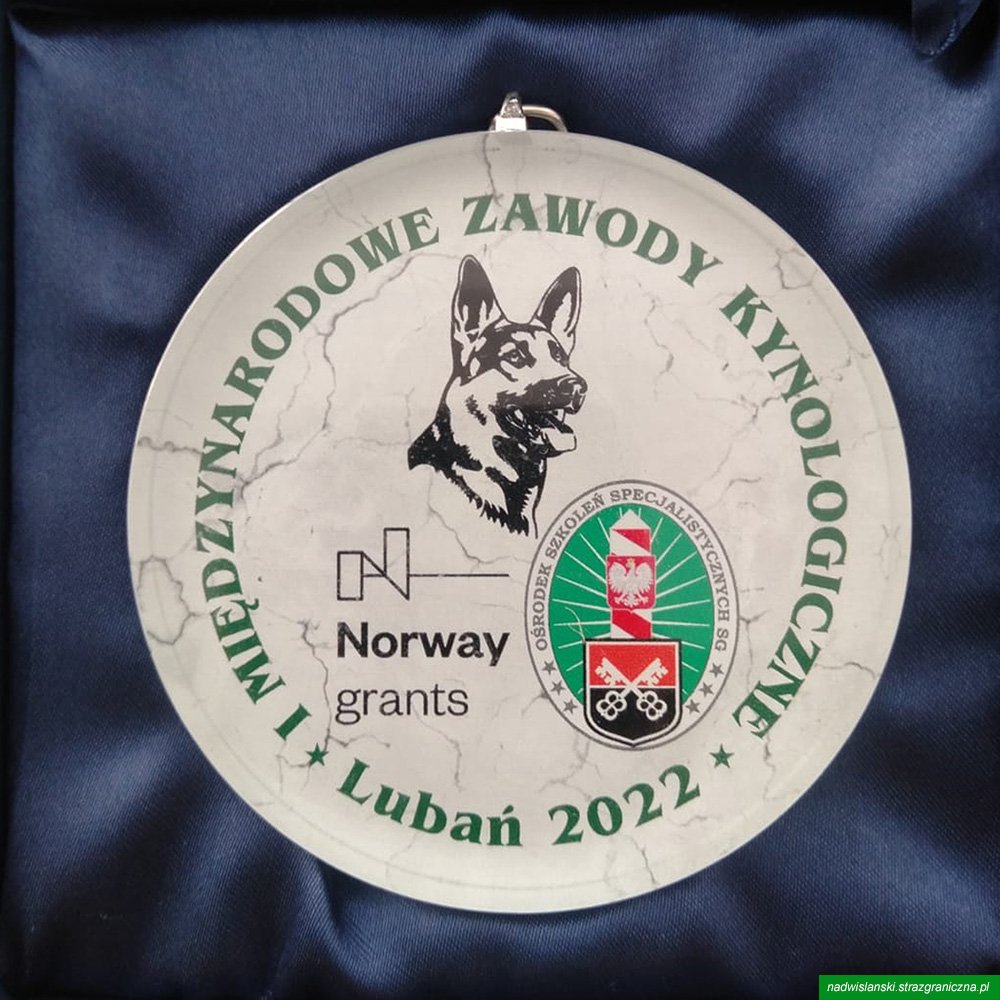 I MIĘDZYNARODOWE ZAWODY KYNOLOGICZNE
Norway
grants
OŚRODEK SZKOLEŃ SPECJALISTYCZNYCH SG
Lubań 2022
nadwislanski.strazgraniczna.pl